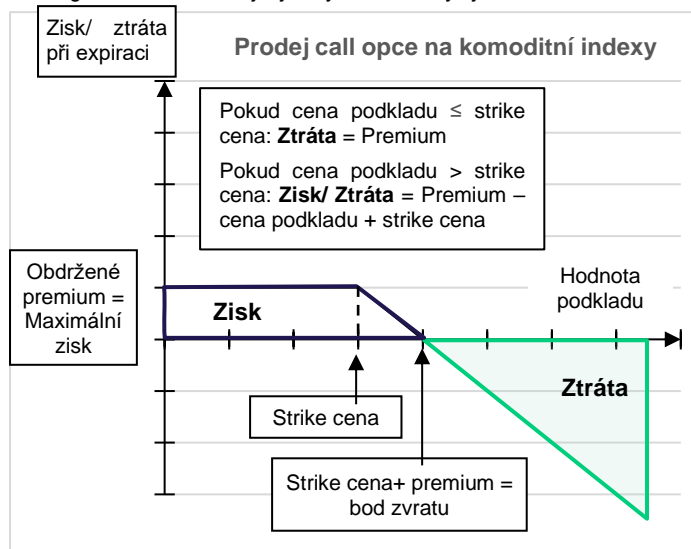 Zisk/ ztráta
při expiraci
Prodej call opce na komoditní indexy
Pokud cena podkladu ≤ strike
cena: Ztráta = Premium
Pokud cena podkladu > strike
cena: Zisk/ Ztráta = Premium –
cena podkladu + strike cena
Obdržené
premium =
Maximální
zisk
Zisk
Hodnota
podkladu
Ztráta
Strike cena
Strike cena+ premium =
bod zvratu